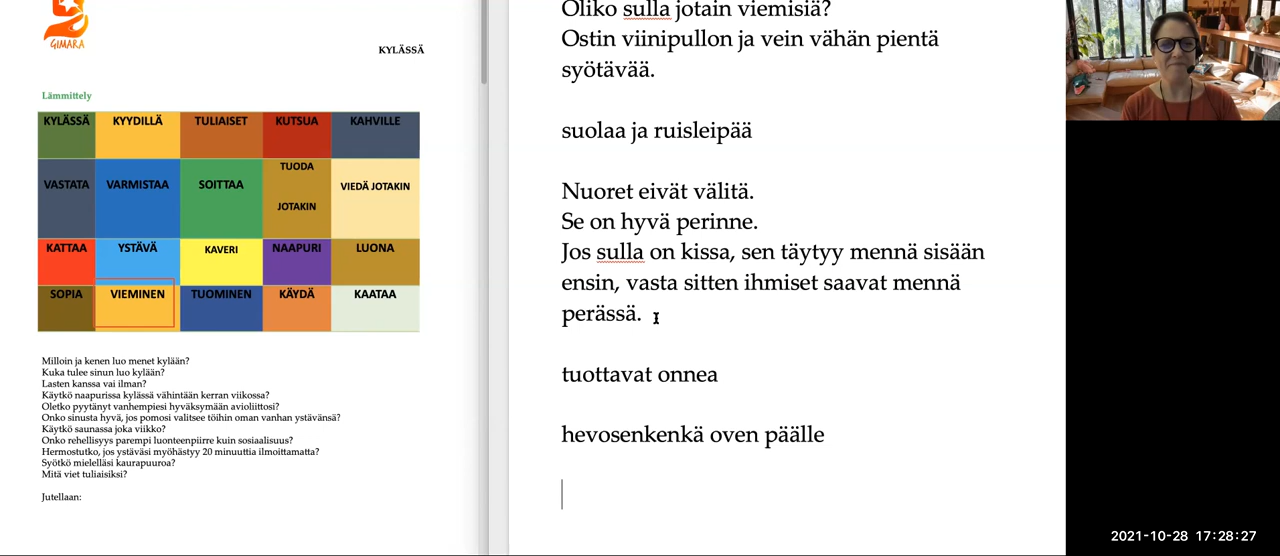 GIMARA
KYLÄSSÄ
Lämmittely
KYLÄSSÄ KYYDILLÄ TULIAISET KUTSUA KAHVILLE
VASTATA VARMISTAA SOITTAA TUODA JOTAKIN VIEDÄ JOTAKIN
KATTAA YSTÄVÄ KAVERI NAAPURI LUONA
SOPIA VIEMINEN TUOMINEN KÄYDÄ KAATAA
Milloin ja kenen luo menet kylään?
Kuka tulee sinun luo kylään?
Lasten kanssa vai ilman?
Käytkö naapurissa kylässä vähintään kerran viikossa?
Oletko pyytänyt vanhempiesi hyväksymään avioliittosi?
Onko sinusta hyvä, jos pomosi valitsee töihin oman vanhan ystävänsä?
Käytkö saunassa joka viikko?
Onko rehellisyys parempi luonteenpiirre kuin sosiaalisuus?
Hermostutko, jos ystäväsi myöhästyy 20 minuuttia ilmoittamatta?
Syötkö mielelläsi kaurapuuroa?
Mitä viet tuliaisiksi?
Jutellaan:
Oliko sulla jotain viemisiä?
Ostin viinipullon ja vein vähän pientä
syötävää.
suolaa ja ruisleipää
Nuoret eivät välitä.
Se on hyvä perinne.
Jos sulla on kissa, sen täytyy mennä sisään
ensin, vasta sitten ihmiset saavat mennä
perässä.
tuottavat onnea
hevosenkenkä oven päälle
2021-10-28 17:28:27